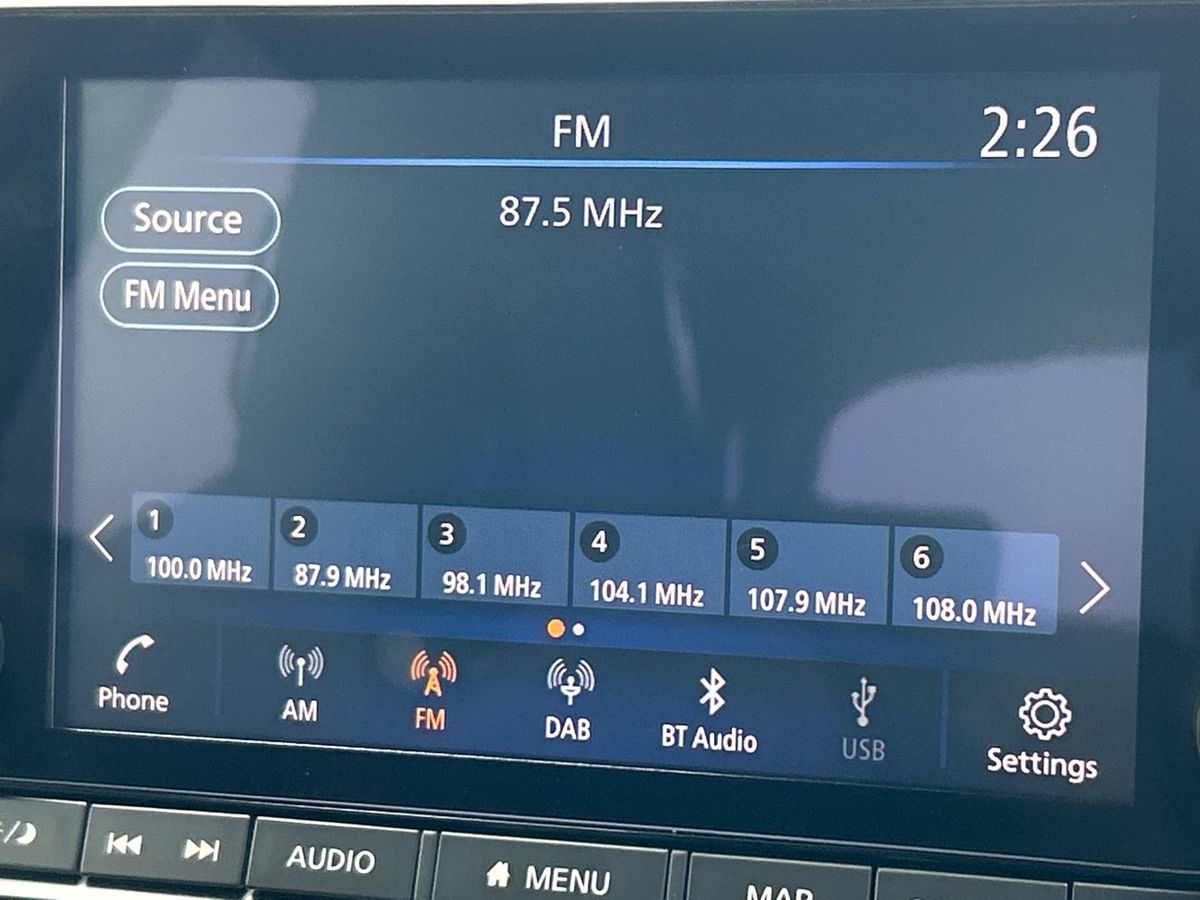 FM
2:26
87.5 MHz
Source
FM Menu
1
100.0 MHz
2
87.9 MHz
3
98.1 MHz
4
104.1 MHz
5
107.9 MHz
6
108.0 MHz
Phone
AM
FM
DAB
BT Audio
USB
Settings
AUDIO
MENU
MAP